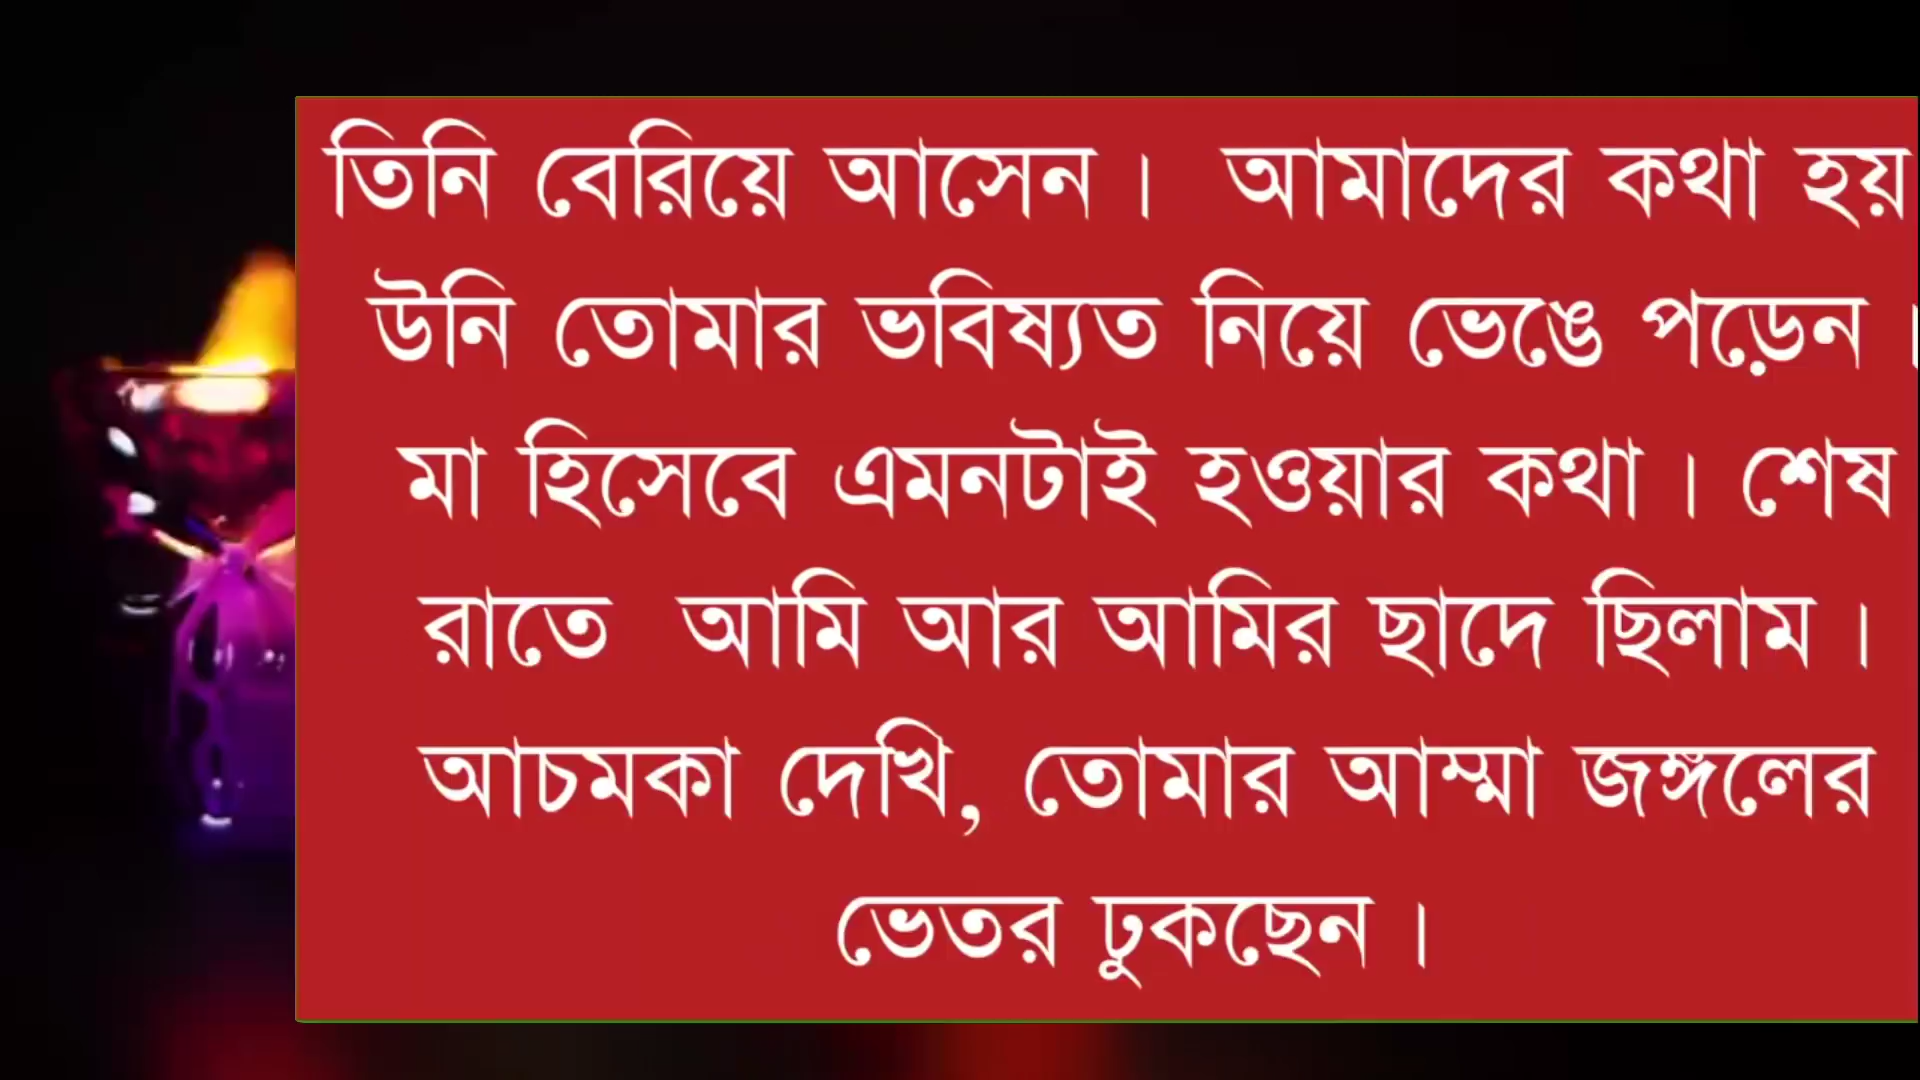 তিনি বেরিয়ে আসেন। আমাদের কথা হয়
উনি তোমার ভবিষ্যত নিয়ে ভেঙে পড়েন।
মা হিসেবে এমনটাই হওয়ার কথা। শেষ
রাতে আমি আর আমির ছাদে ছিলাম।
আচমকা দেখি, তোমার আম্মা জঙ্গলের
ভেতর ঢুকছেন।